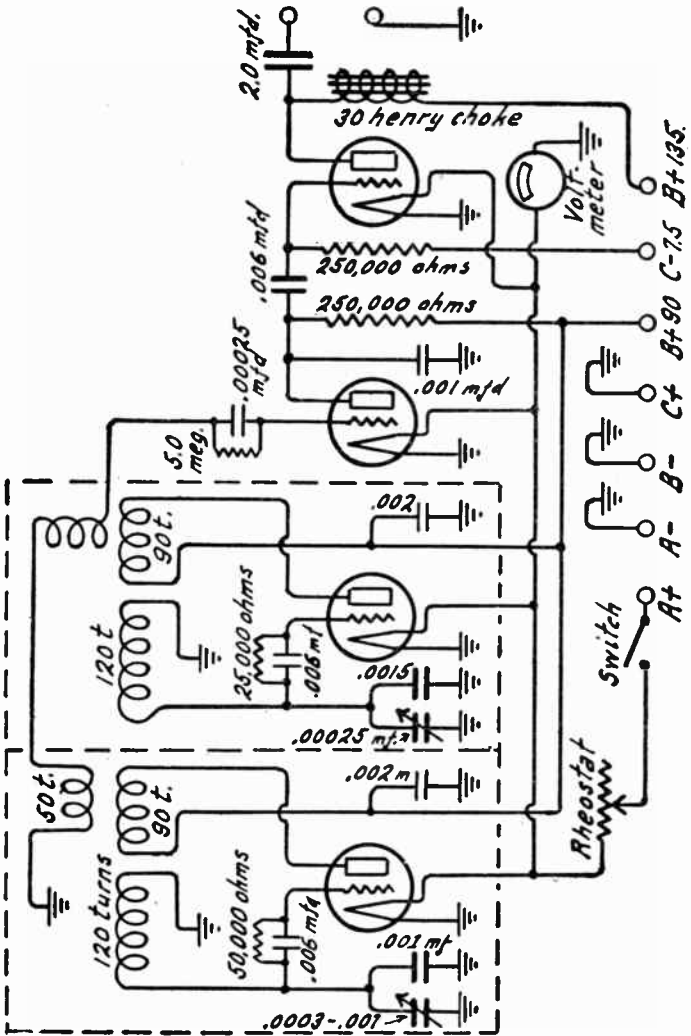 2.0 mfd.
30 henry choke
Volt-
meter
.006 mfd
250,000 ohms
250,000 ohms
.00025
mfd
5.0
meg.
.001 mfd
90 t.
.002
120 t
25,000 ohms
.006 mf
.0015
.00025 mf.
50 t.
90 t.
.002 m
120 turns
50,000 ohms
.006 mfd
.001 mf
.0003-.001
Rheostat
Switch
A+
A-
B-
C+
B+90
C-7.5
B+135.